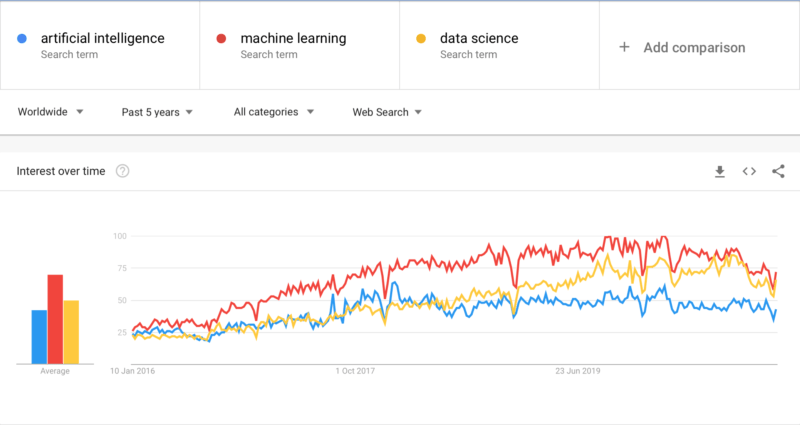 artificial intelligence
Search term
machine learning
Search term
data science
Search term
+ Add comparison
Worldwide
Past 5 years
All categories
Web Search
Interest over time ?
100
75
50
25
Average
10 Jan 2016
1 Oct 2017
23 Jun 2019